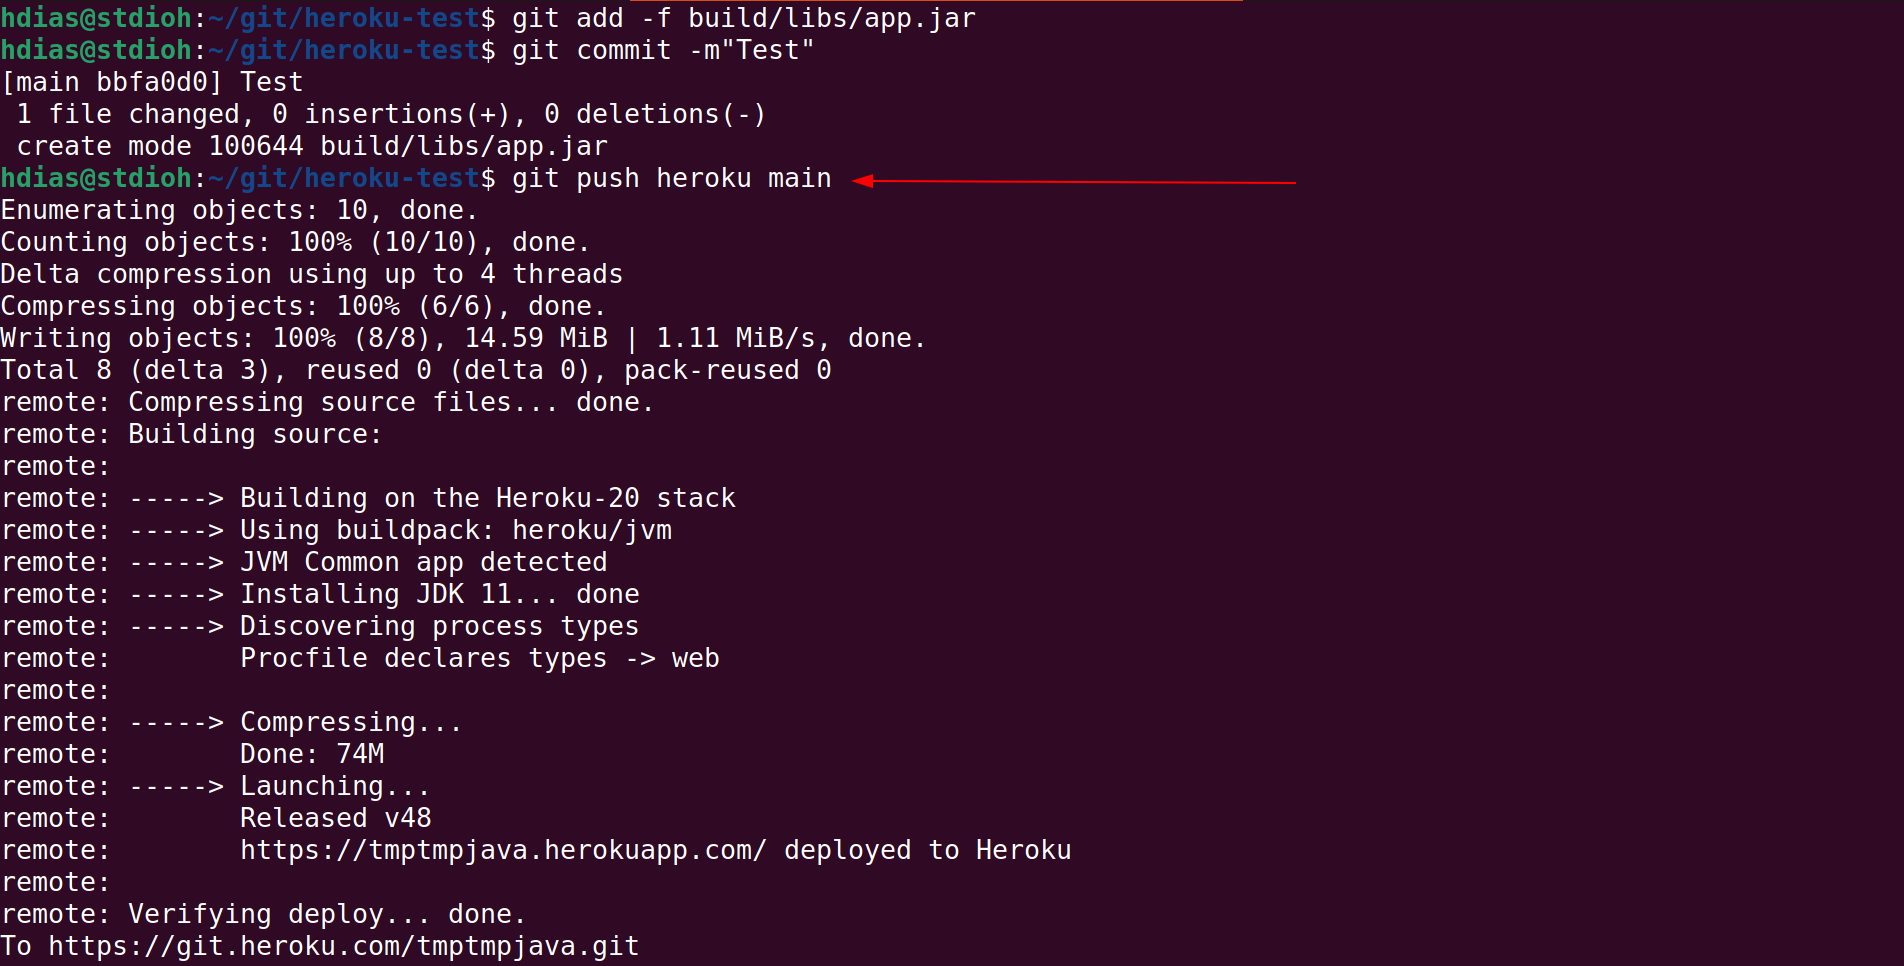 hdias@stdioh:~/git/heroku-test$ git add -f build/libs/app.jar
hdias@stdioh:~/git/heroku-test$ git commit -m"Test"
[main bbfa0d0] Test
 1 file changed, 0 insertions(+), 0 deletions(-)
 create mode 100644 build/libs/app.jar
hdias@stdioh:~/git/heroku-test$ git push heroku main
Enumerating objects: 10, done.
Counting objects: 100% (10/10), done.
Delta compression using up to 4 threads
Compressing objects: 100% (6/6), done.
Writing objects: 100% (8/8), 14.59 MiB | 1.11 MiB/s, done.
Total 8 (delta 3), reused 0 (delta 0), pack-reused 0
remote: Compressing source files... done.
remote: Building source:
remote:
remote: -----> Building on the Heroku-20 stack
remote: -----> Using buildpack: heroku/jvm
remote: -----> JVM Common app detected
remote: -----> Installing JDK 11... done
remote: -----> Discovering process types
remote:        Procfile declares types -> web
remote:
remote: -----> Compressing...
remote:        Done: 74M
remote: -----> Launching...
remote:        Released v48
remote:        https://tmptmpjava.herokuapp.com/ deployed to Heroku
remote:
remote: Verifying deploy... done.
To https://git.heroku.com/tmptmpjava.git